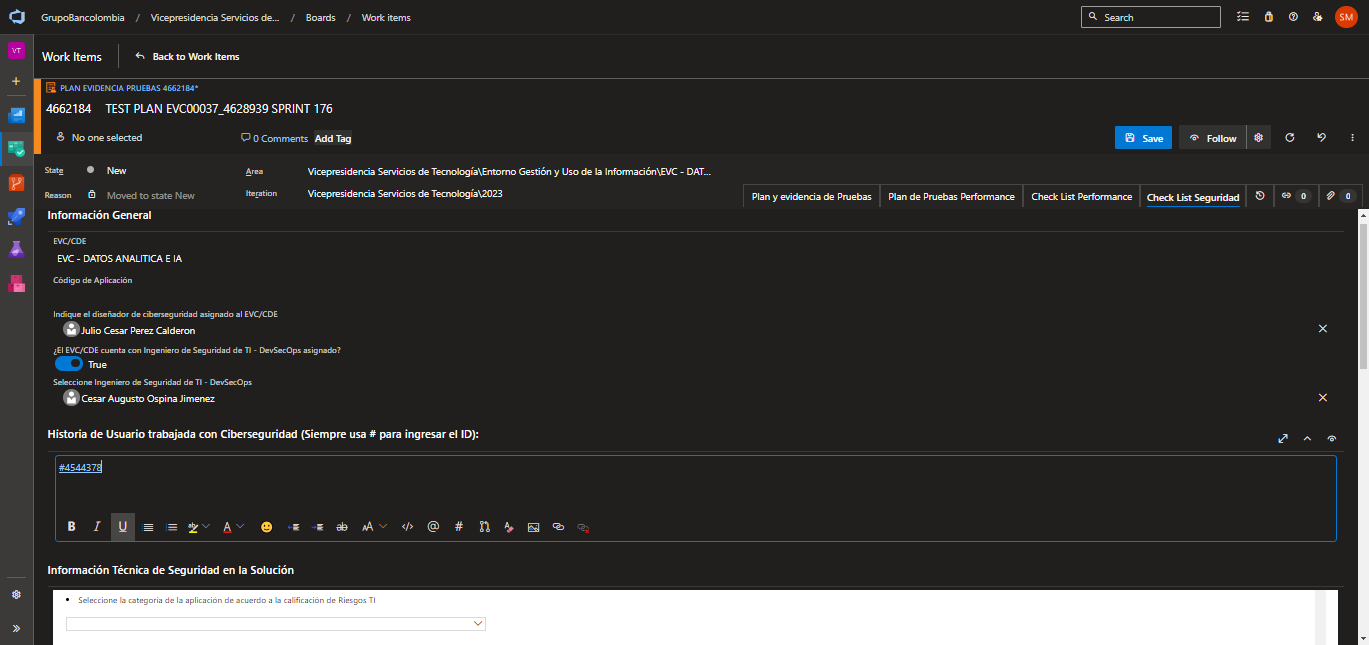 GrupoBancolombia / Vicepresidencia Servicios de... / Boards / Work items
Search
SM
VT
Work Items
Back to Work Items
PLAN EVIDENCIA PRUEBAS 4662184*
4662184 TEST PLAN EVC00037_4628939 SPRINT 176
No one selected
0 Comments
Add Tag
Save
Follow
State New
Area Vicepresidencia Servicios de Tecnología\Entorno Gestión y Uso de la Información\EVC - DAT...
Reason Moved to state New
Iteration Vicepresidencia Servicios de Tecnología\2023
Plan y evidencia de Pruebas
Plan de Pruebas Performance
Check List Performance
Check List Seguridad
0
0
Información General
EVC/CDE
EVC - DATOS ANALITICA E IA
Código de Aplicación
Indique el diseñador de ciberseguridad asignado al EVC/CDE
Julio Cesar Perez Calderon
¿El EVC/CDE cuenta con Ingeniero de Seguridad de TI - DevSecOps asignado?
True
Seleccione Ingeniero de Seguridad de TI - DevSecOps
Cesar Augusto Ospina Jimenez
Historia de Usuario trabajada con Ciberseguridad (Siempre usa # para ingresar el ID):
#4544378
Información Técnica de Seguridad en la Solución
• Seleccione la categoria de la aplicación de acuerdo a la calificación de Riesgos TI